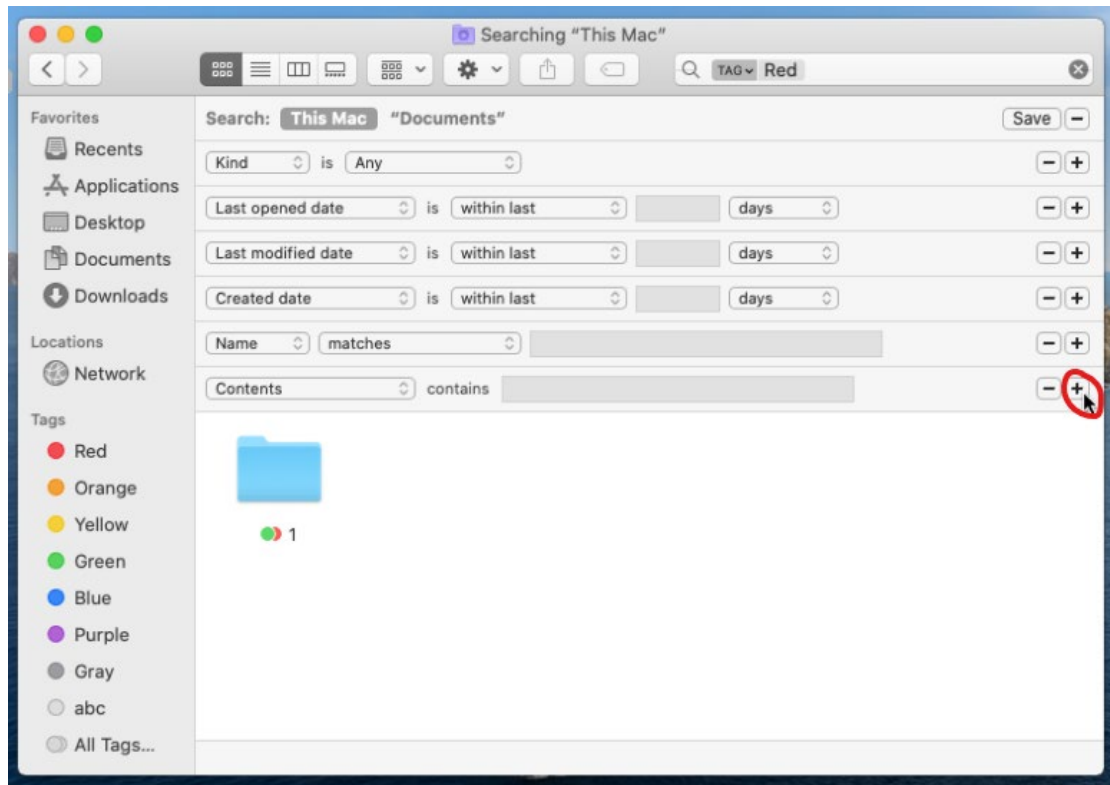 Searching “This Mac”
TAG Red
Favorites
Recents
Applications
Desktop
Documents
Downloads
Locations
Network
Tags
Red
Orange
Yellow
Green
Blue
Purple
Gray
abc
All Tags...
Search: This Mac “Documents” Save
Kind is Any
Last opened date is within last days
Last modified date is within last days
Created date is within last days
Name matches
Contents contains
1